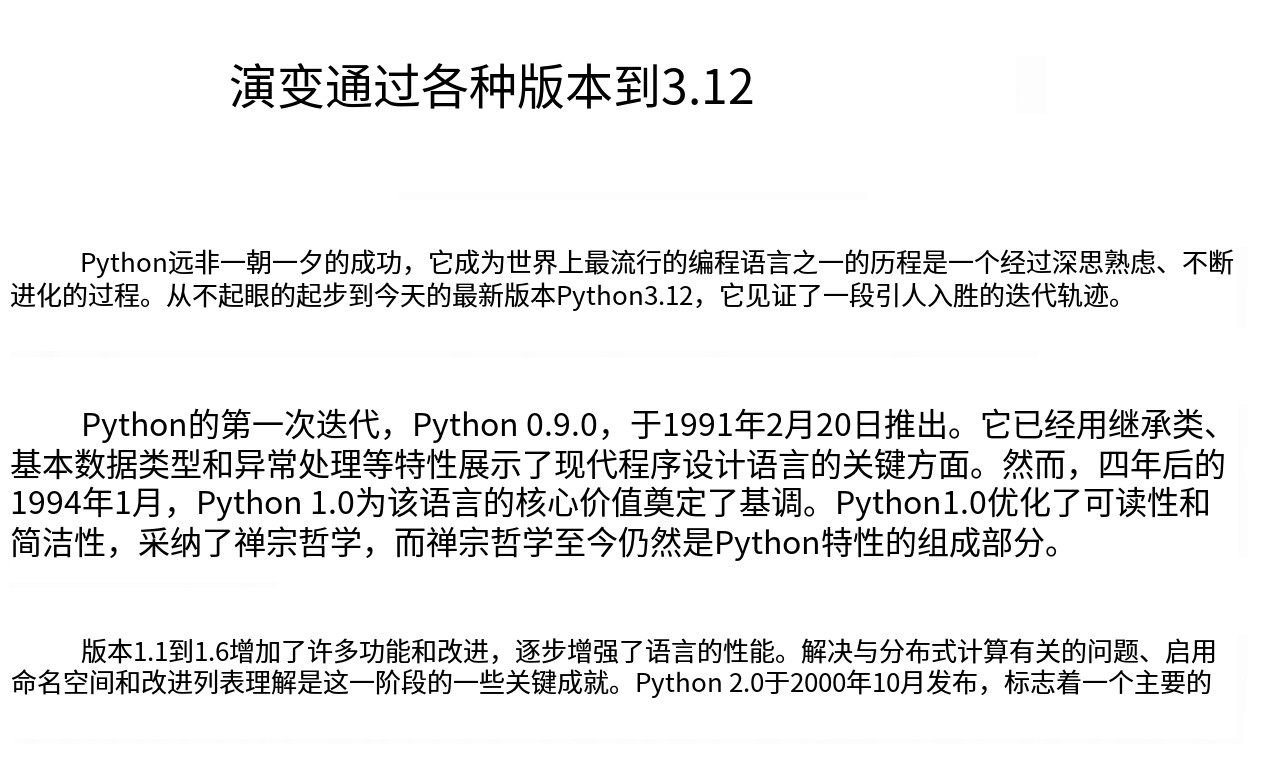 演变通过各种版本到3.12
Python远非一朝一夕的成功，它成为世界上最流行的编程语言之一的历程是一个经过深思熟虑、不断
进化的过程。从不起眼的起步到今天的最新版本Python3.12，它见证了一段引人入胜的迭代轨迹。
Python的第一次迭代，Python 0.9.0，于1991年2月20日推出。它已经用继承类、
基本数据类型和异常处理等特性展示了现代程序设计语言的关键方面。然而，四年后的
1994年1月，Python 1.0为该语言的核心价值奠定了基调。Python1.0优化了可读性和
简洁性，采纳了禅宗哲学，而禅宗哲学至今仍然是Python特性的组成部分。
版本1.1到1.6增加了许多功能和改进，逐步增强了语言的性能。解决与分布式计算有关的问题、启用
命名空间和改进列表理解是这一阶段的一些关键成就。Python 2.0于2000年10月发布，标志着一个主要的